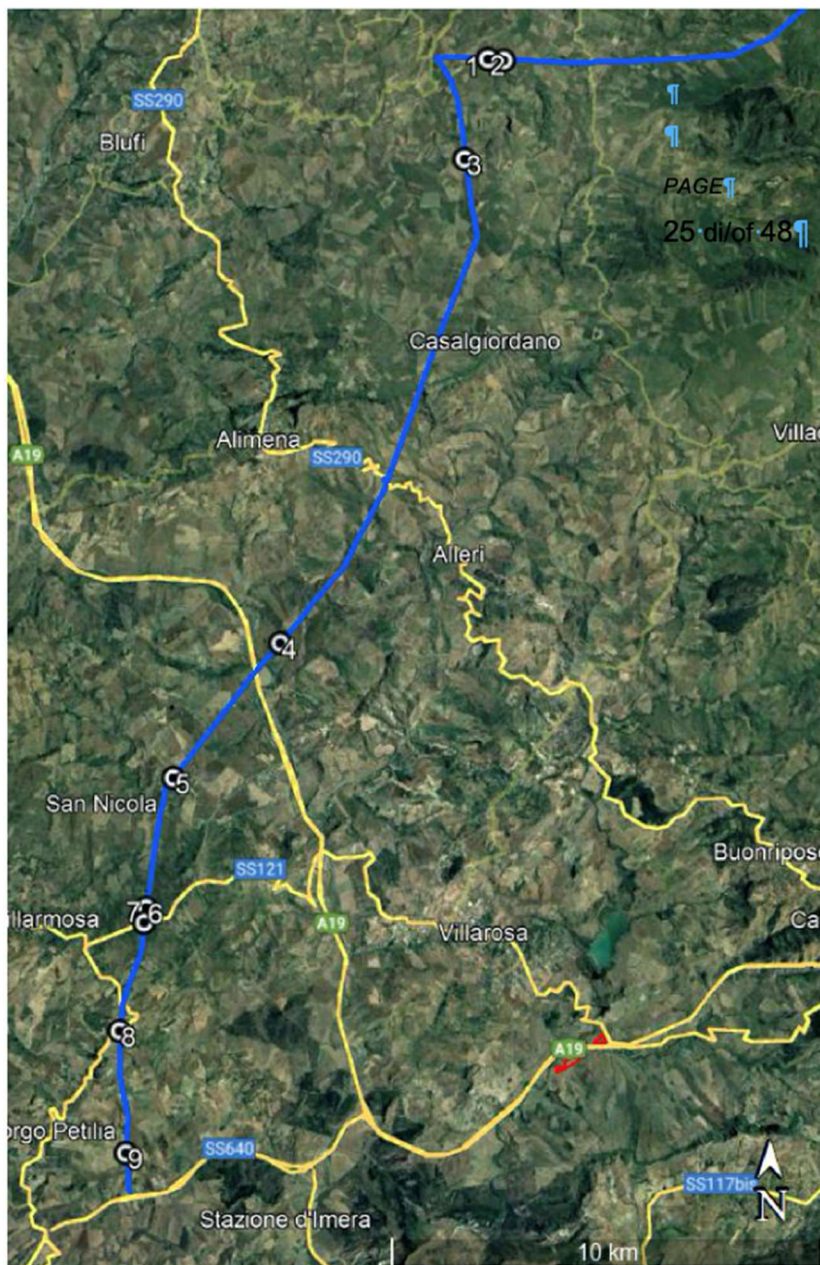 1 2
¶
SS290
Blufi
¶
3
PAGE¶
25 di/of 48¶
Casalgiordano
Alimena
Villa
A19
SS290
Alleri
4
5
San Nicola
Buonripos
SS121
7 6
illarmosa
A19
Villarosa
Ca
8
A19
orgo Petilia
9
SS640
SS117bis
N
Stazione d'Imera
10 km